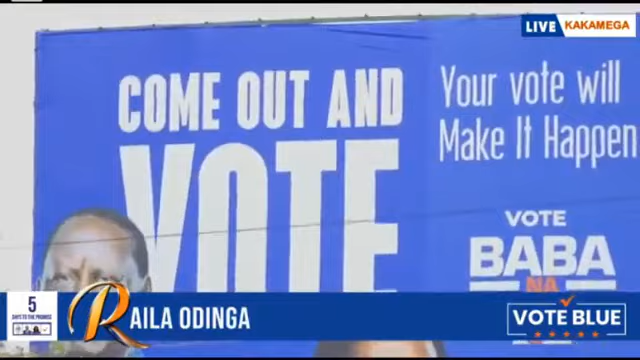 LIVE KAKAMEGA
COME OUT AND
VOTE
Your vote will
Make It Happen
VOTE
BABA
NA
5
DAYS TO THE PROMISE
RAILA ODINGA
VOTE BLUE